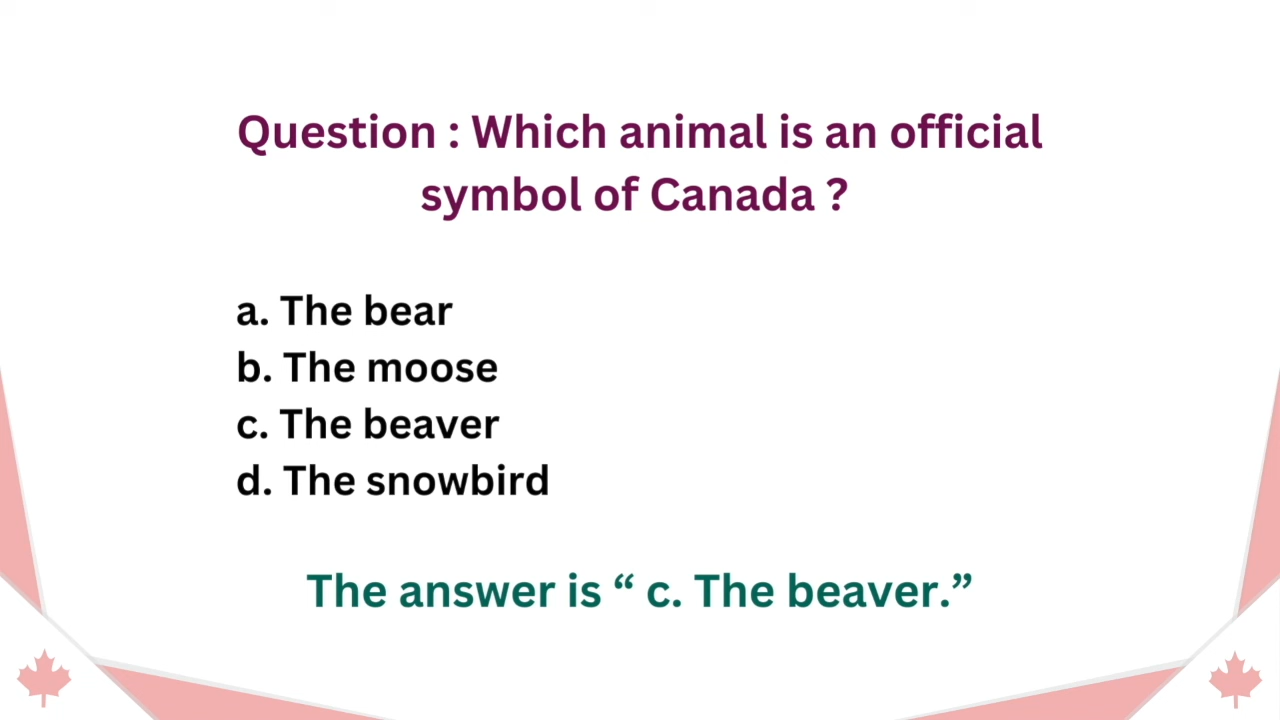 Question : Which animal is an official
symbol of Canada ?
a. The bear
b. The moose
c. The beaver
d. The snowbird
The answer is “ c. The beaver.”